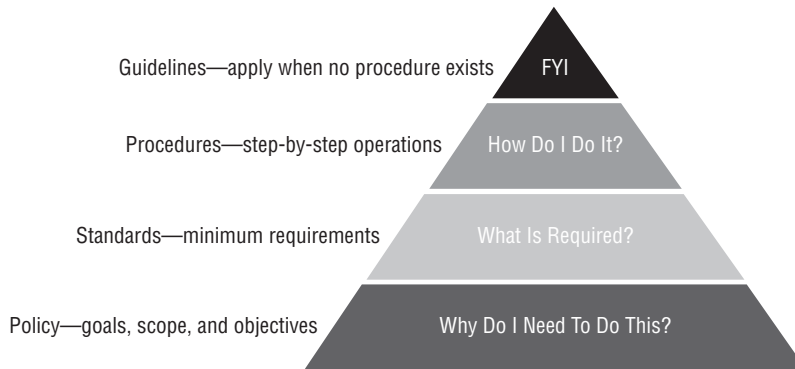 Guidelines—apply when no procedure exists FYI
Procedures—step-by-step operations How Do I Do It?
Standards—minimum requirements What Is Required?
Policy—goals, scope, and objectives Why Do I Need To Do This?